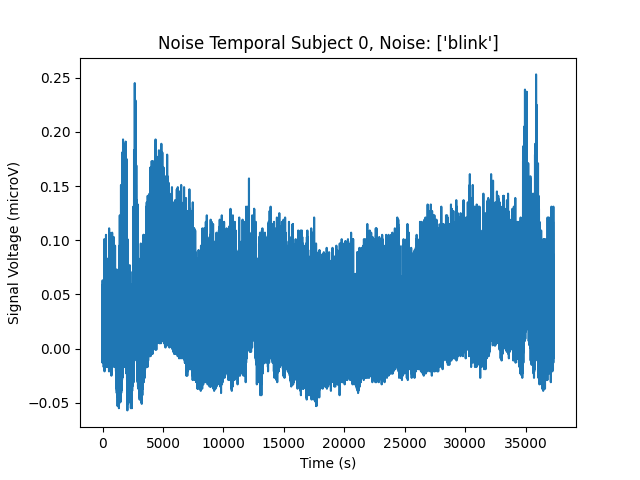 Noise Temporal Subject 0, Noise: ['blink']
Signal Voltage (microV)
0.25
0.20
0.15
0.10
0.05
0.00
−0.05
0 5000 10000 15000 20000 25000 30000 35000
Time (s)